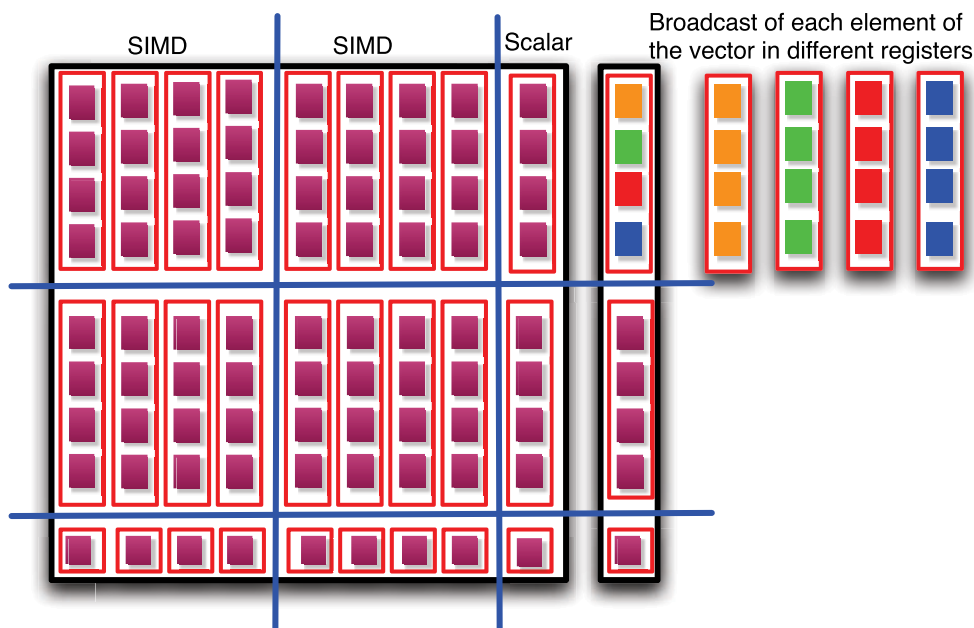 SIMD
SIMD
Scalar
Broadcast of each element of
the vector in different registers